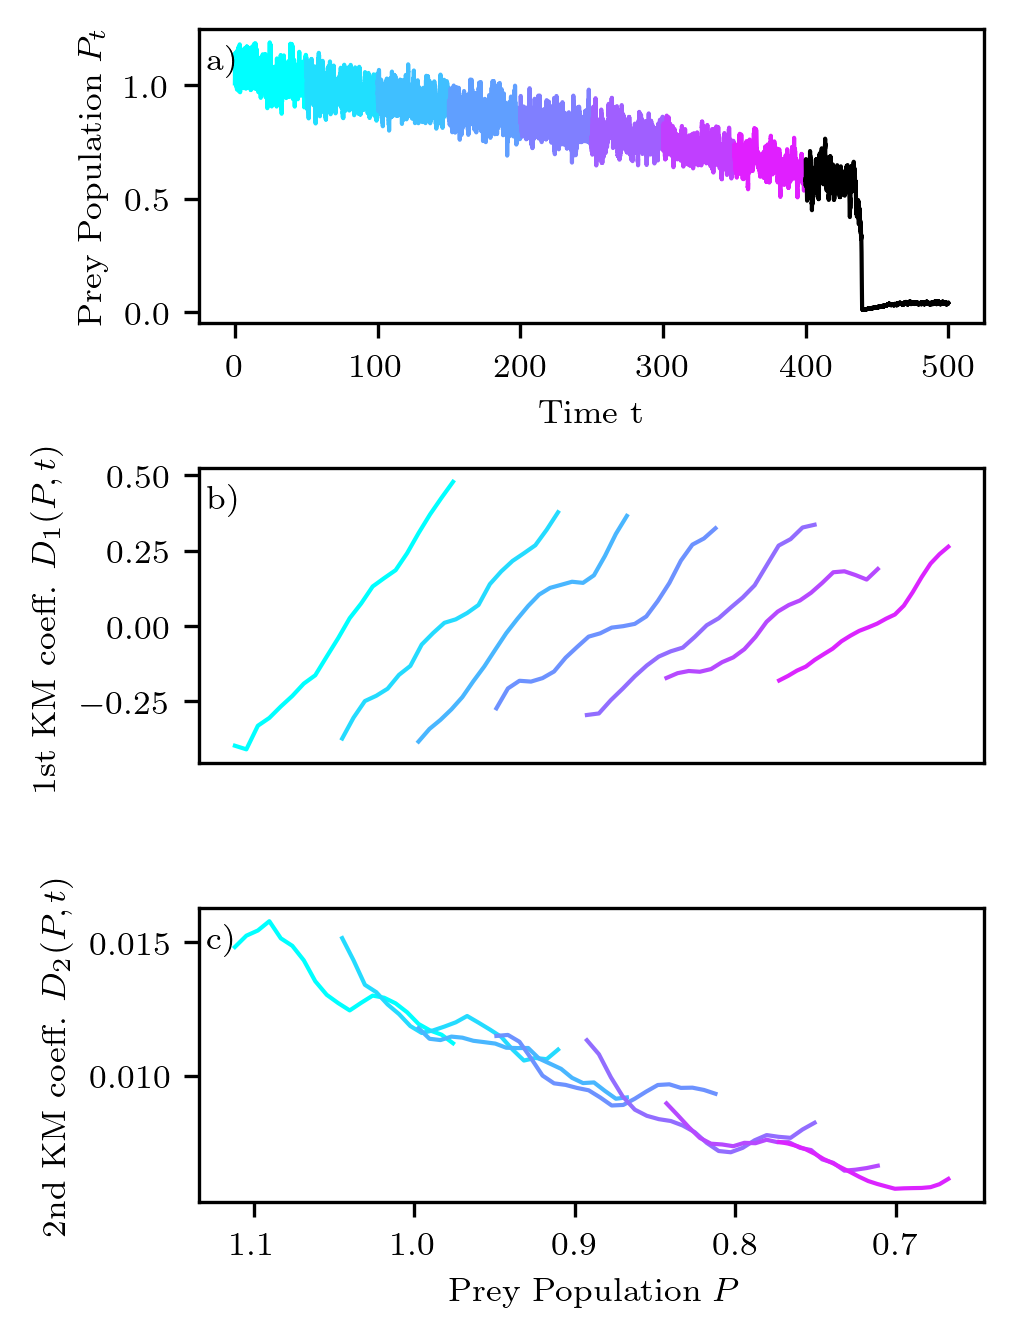 a)
Prey Population P_t
1.0
0.5
0.0
0 100 200 300 400 500
Time t
b)
1st KM coeff. D_1(P, t)
0.50
0.25
0.00
−0.25
c)
2nd KM coeff. D_2(P, t)
0.015
0.010
1.1 1.0 0.9 0.8 0.7
Prey Population P